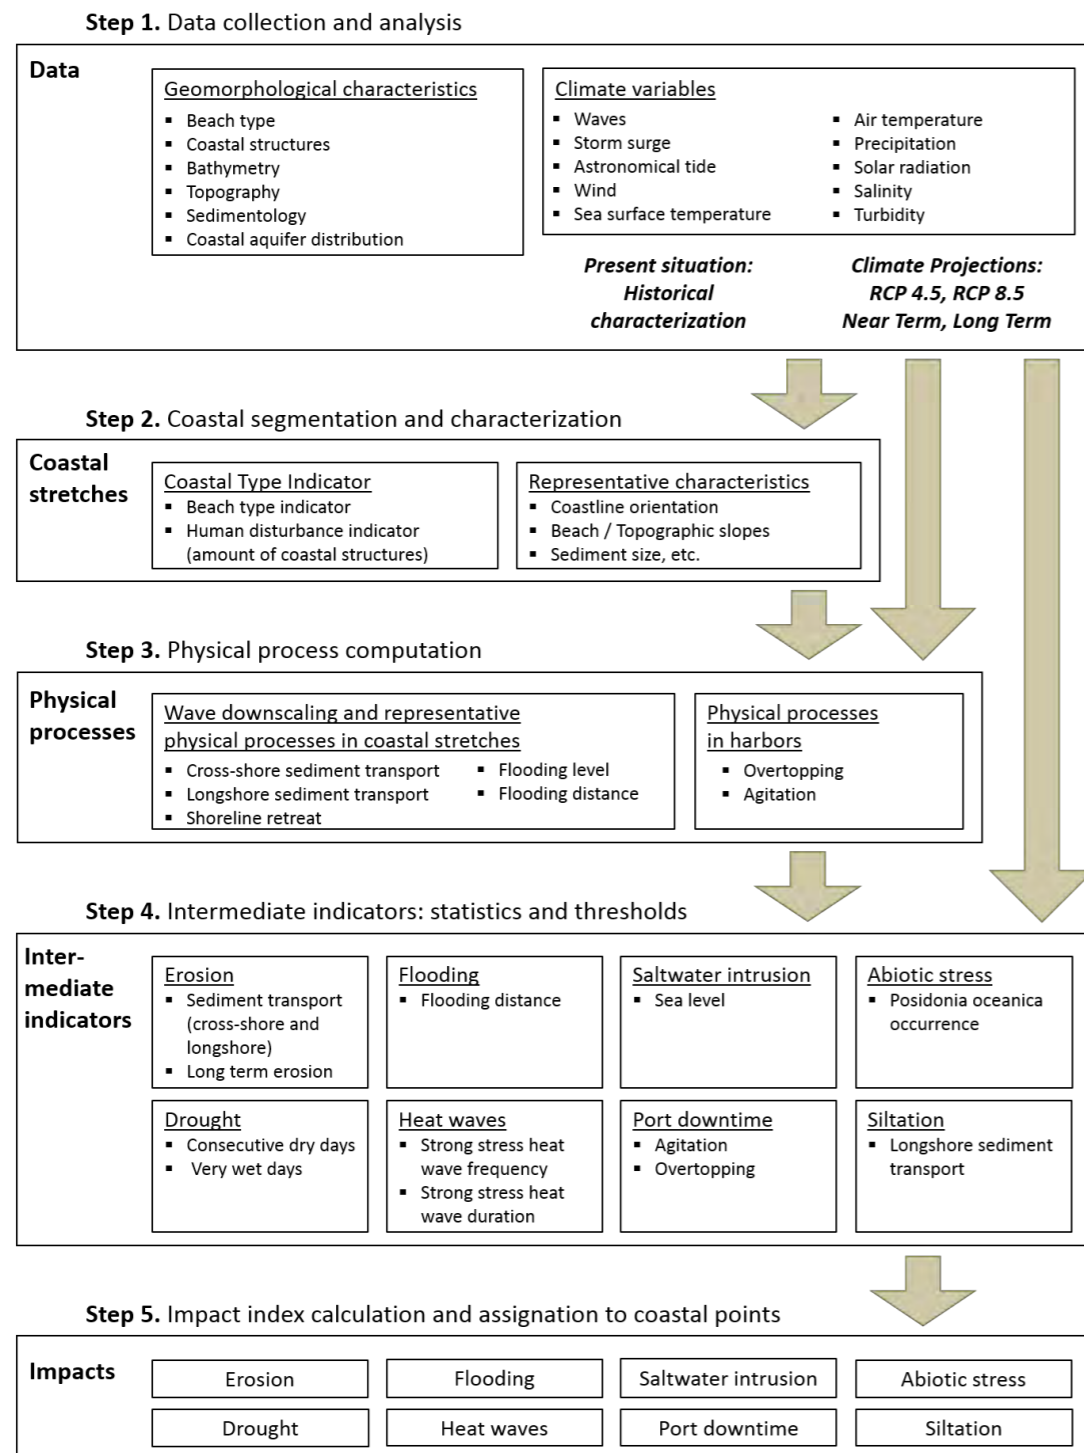 Step 1. Data collection and analysis
Data
Geomorphological characteristics
▪ Beach type
▪ Coastal structures
▪ Bathymetry
▪ Topography
▪ Sedimentology
▪ Coastal aquifer distribution
Climate variables
▪ Waves
▪ Storm surge
▪ Astronomical tide
▪ Wind
▪ Sea surface temperature
▪ Air temperature
▪ Precipitation
▪ Solar radiation
▪ Salinity
▪ Turbidity
Present situation:
Historical
characterization
Climate Projections:
RCP 4.5, RCP 8.5
Near Term, Long Term
Step 2. Coastal segmentation and characterization
Coastal
stretches
Coastal Type Indicator
▪ Beach type indicator
▪ Human disturbance indicator
(amount of coastal structures)
Representative characteristics
▪ Coastline orientation
▪ Beach / Topographic slopes
▪ Sediment size, etc.
Step 3. Physical process computation
Physical
processes
Wave downscaling and representative
physical processes in coastal stretches
▪ Cross-shore sediment transport
▪ Longshore sediment transport
▪ Shoreline retreat
▪ Flooding level
▪ Flooding distance
Physical processes
in harbors
▪ Overtopping
▪ Agitation
Step 4. Intermediate indicators: statistics and thresholds
Inter-
mediate
indicators
Erosion
▪ Sediment transport
(cross-shore and
longshore)
▪ Long term erosion
Flooding
▪ Flooding distance
Saltwater intrusion
▪ Sea level
Abiotic stress
▪ Posidonia oceanica
occurrence
Drought
▪ Consecutive dry days
▪ Very wet days
Heat waves
▪ Strong stress heat
wave frequency
▪ Strong stress heat
wave duration
Port downtime
▪ Agitation
▪ Overtopping
Siltation
▪ Longshore sediment
transport
Step 5. Impact index calculation and assignation to coastal points
Impacts
Erosion
Flooding
Saltwater intrusion
Abiotic stress
Drought
Heat waves
Port downtime
Siltation